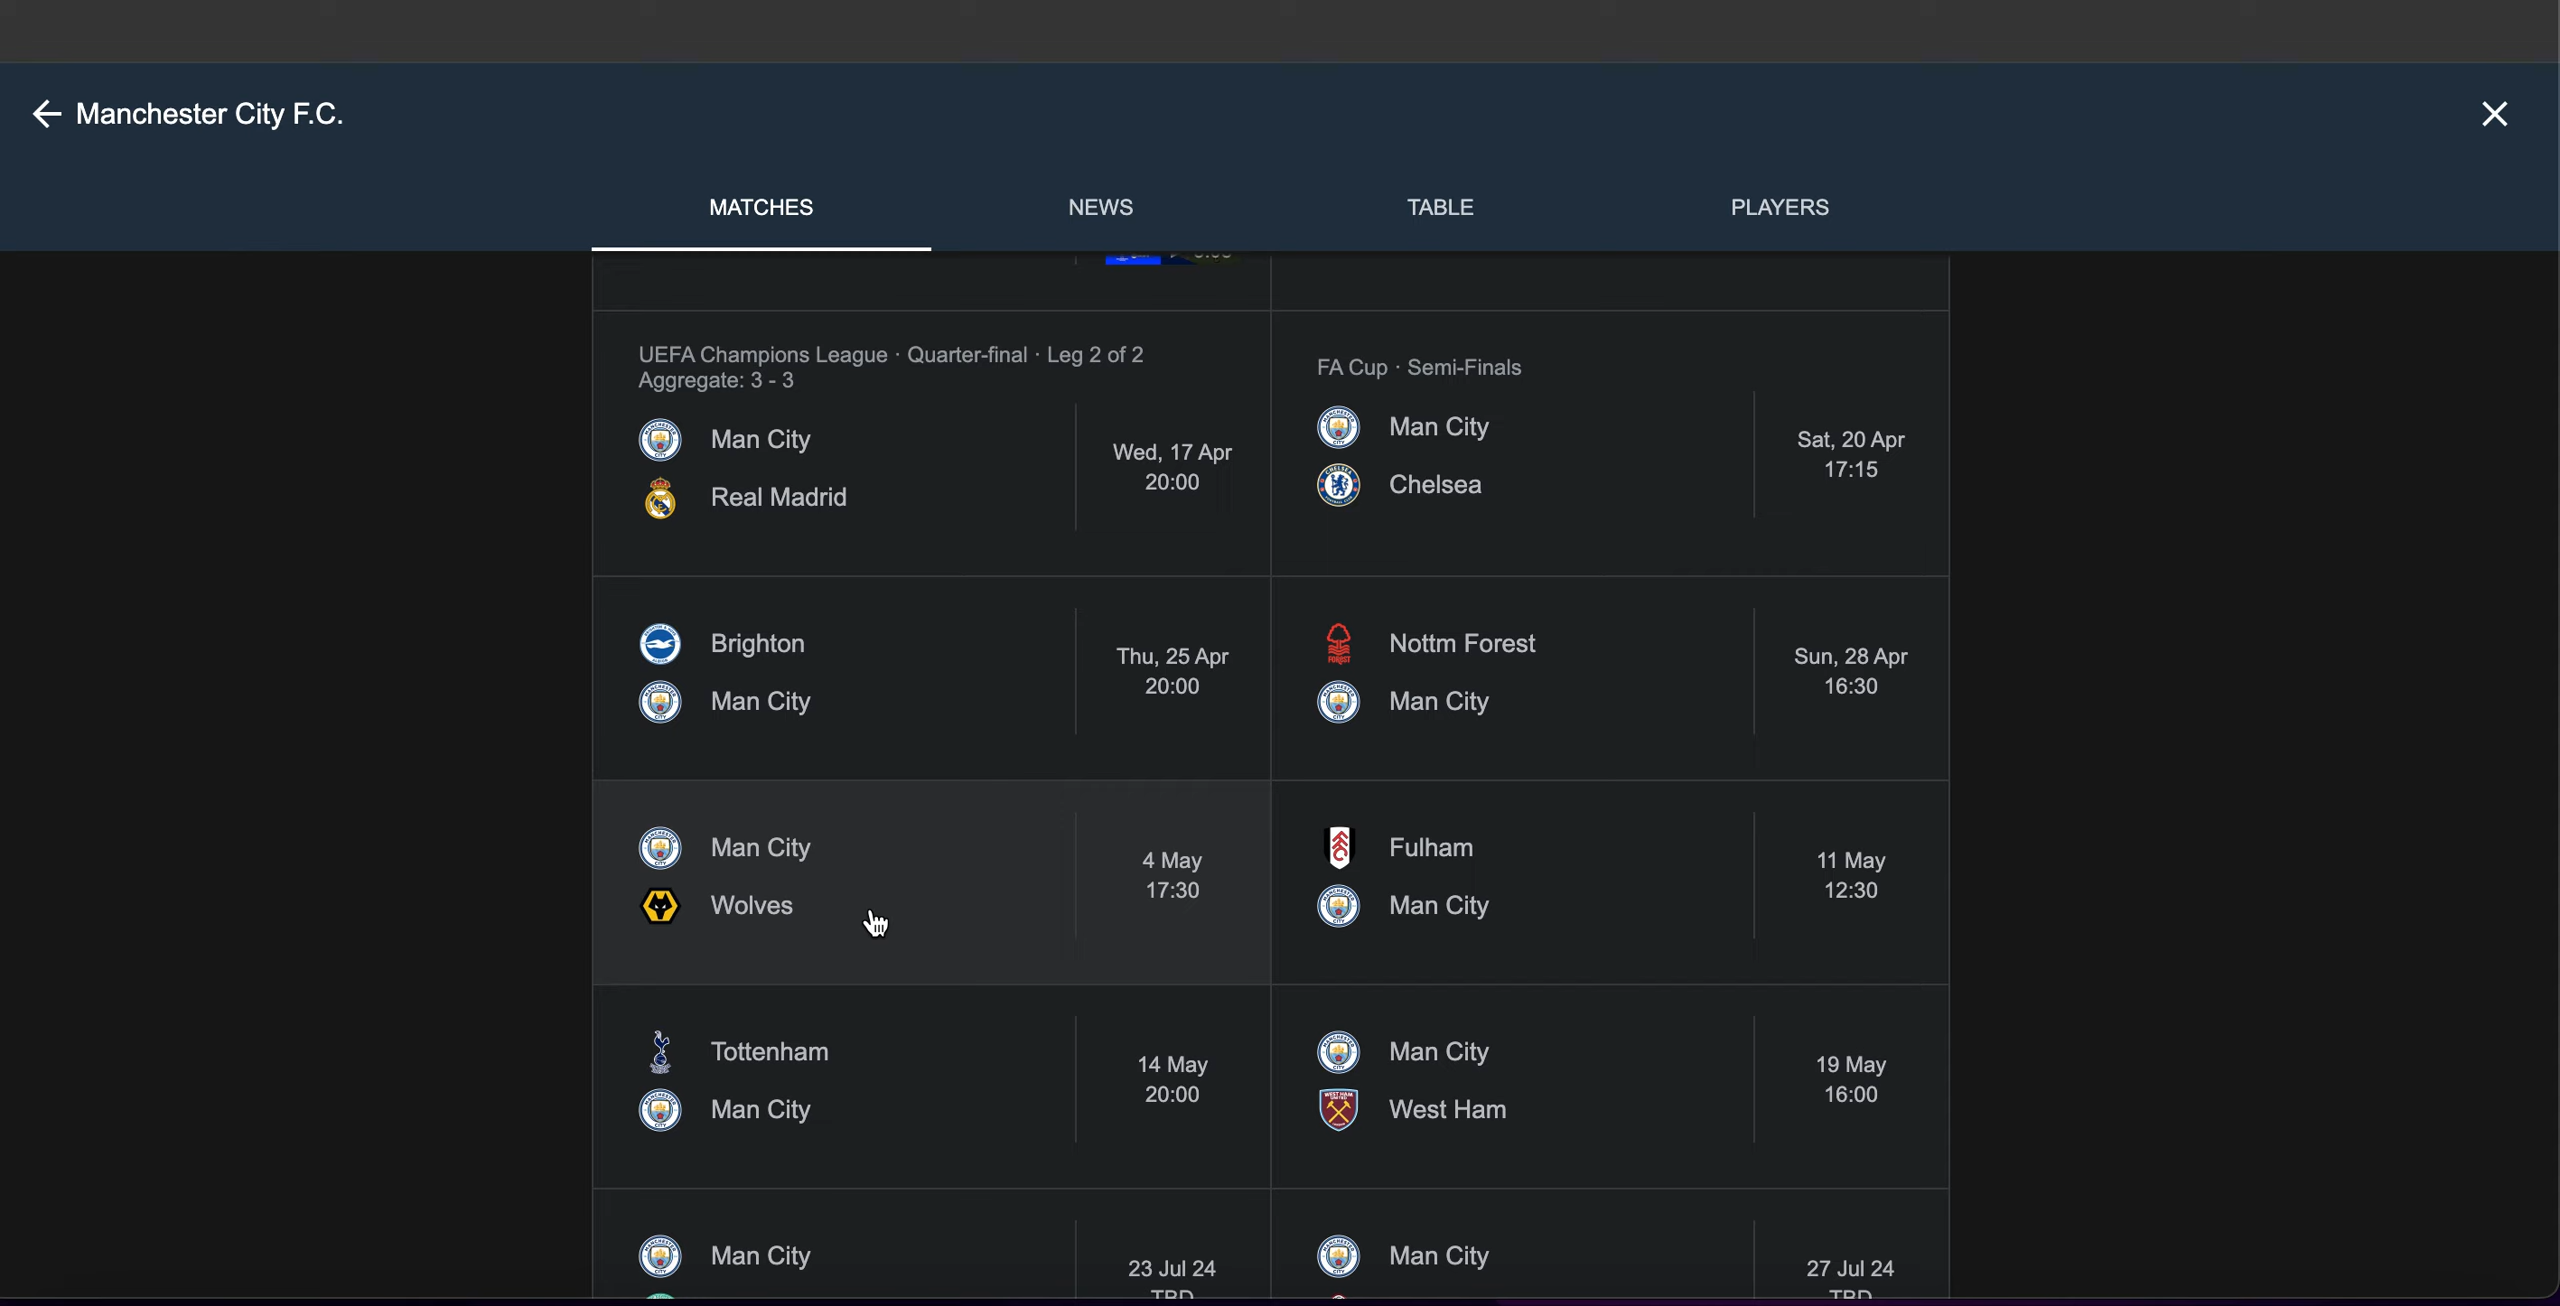 Manchester City F.C.
MATCHES
NEWS
TABLE
PLAYERS
UEFA Champions League · Quarter-final · Leg 2 of 2
Aggregate: 3 - 3
Man City
Real Madrid
Wed, 17 Apr
20:00
FA Cup · Semi-Finals
Man City
Chelsea
Sat, 20 Apr
17:15
Brighton
Man City
Thu, 25 Apr
20:00
Nottm Forest
Man City
Sun, 28 Apr
16:30
Man City
Wolves
4 May
17:30
Fulham
Man City
11 May
12:30
Tottenham
Man City
14 May
20:00
Man City
West Ham
19 May
16:00
Man City
23 Jul 24
TBD
Man City
27 Jul 24
TBD